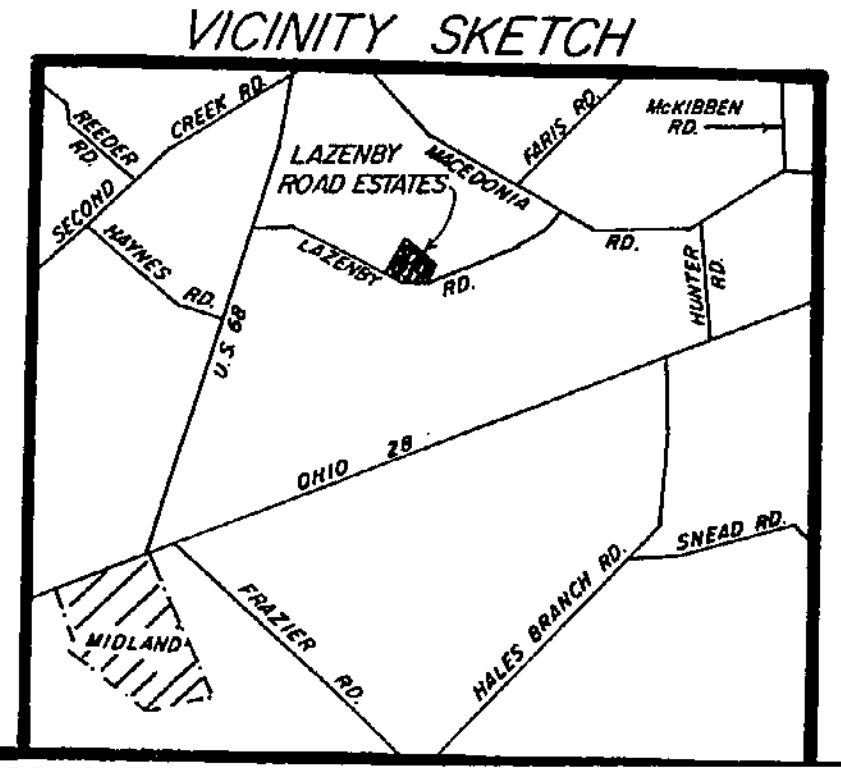 VICINITY SKETCH
REEDER
RD.
SECOND
CREEK RD.
HAYNES
RD.
U.S. 68
LAZENBY
ROAD ESTATES
LAZENBY
RD.
MACEDONIA
RD.
FARIS RD.
McKIBBEN
RD.
HUNTER
RD.
OHIO 28
MIDLAND
FRAZIER
RD.
HALES BRANCH RD.
SNEAD RD.